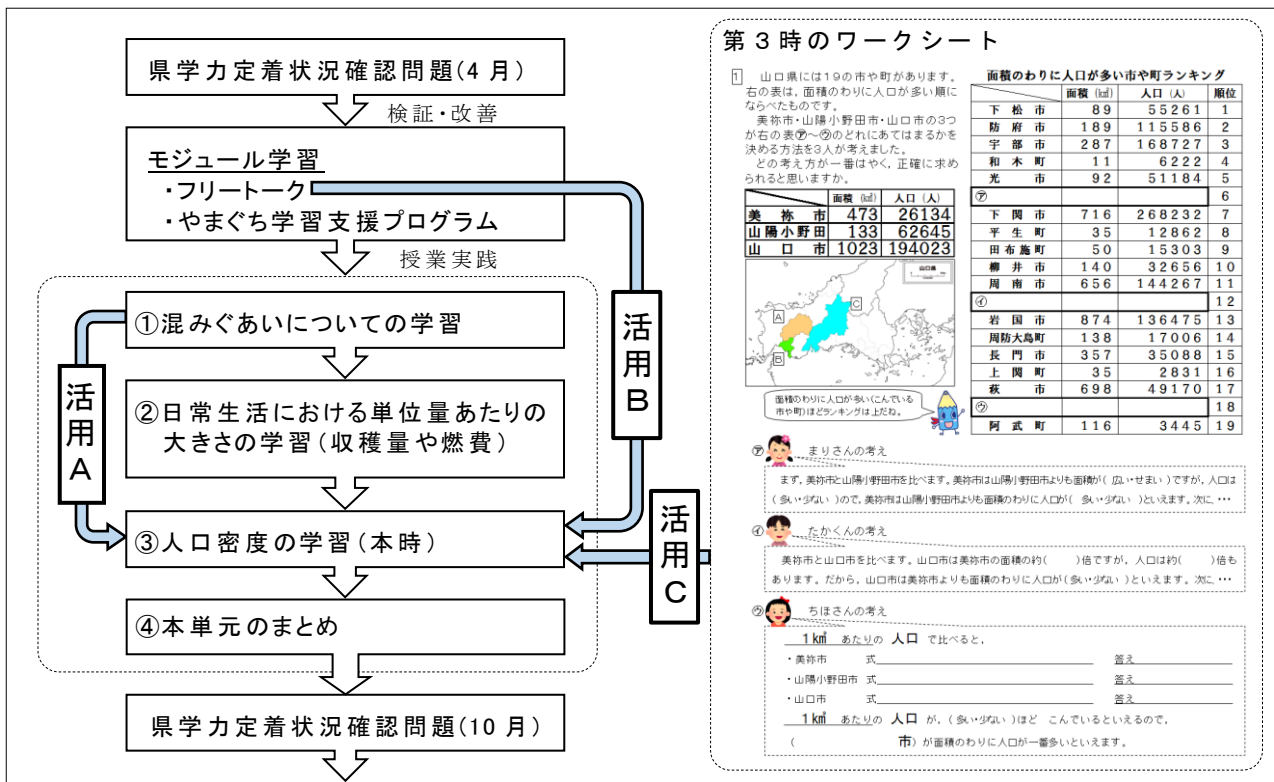 県学力定着状況確認問題(4月)
検証・改善
モジュール学習
・フリートーク
・やまぐち学習支援プログラム
授業実践
①混みぐあいについての学習
②日常生活における単位量あたりの
大きさの学習(収穫量や燃費)
③人口密度の学習(本時)
④本単元のまとめ
県学力定着状況確認問題(10月)
活用A
活用B
活用C
第3時のワークシート
1 山口県には19の市や町があります。
右の表は,面積のわりに人口が多い順に
ならべたものです。
美祢市・山陽小野田市・山口市の3つ
が右の表㋐~㋒のどれにあてはまるかを
決める方法を3人が考えました。
どの考え方が一番はやく,正確に求め
られると思いますか。
面積(㎢) 人口(人)
美祢市 473 26134
山陽小野田 133 62645
山口市 1023 194023
山口県
A
B
C
面積のわりに人口が多い(こんでいる
市や町)ほどランキングは上だね。
面積のわりに人口が多い市や町ランキング
面積(㎢) 人口(人) 順位
下松市 89 55261 1
防府市 189 115586 2
宇部市 287 168727 3
和木町 11 6222 4
光市 92 51184 5
㋐ 6
下関市 716 268232 7
平生町 35 12862 8
田布施町 50 15303 9
柳井市 140 32656 10
周南市 656 144267 11
㋑ 12
岩国市 874 136475 13
周防大島町 138 17006 14
長門市 357 35088 15
上関町 35 2831 16
萩市 698 49170 17
㋒ 18
阿武町 116 3445 19
㋐ まりさんの考え
まず,美祢市と山陽小野田市を比べます。美祢市は山陽小野田市よりも面積が( 広い・せまい )ですが,人口は
( 多い・少ない )ので,美祢市は山陽小野田市よりも面積のわりに人口が( 多い・少ない )といえます。次に…
㋑ たかくんの考え
美祢市と山口市を比べます。山口市は美祢市の面積の約( )倍ですが,人口は約( )倍も
あります。だから,山口市は美祢市よりも面積のわりに人口が( 多い・少ない )といえます。次に…
㋒ ちほさんの考え
1㎢ あたりの 人口 で比べると,
・美祢市 式 答え
・山陽小野田市 式 答え
・山口市 式 答え
1㎢ あたりの 人口 が,( 多い・少ない )ほど こんでいるといえるので,
( 市)が面積のわりに人口が一番多いといえます。